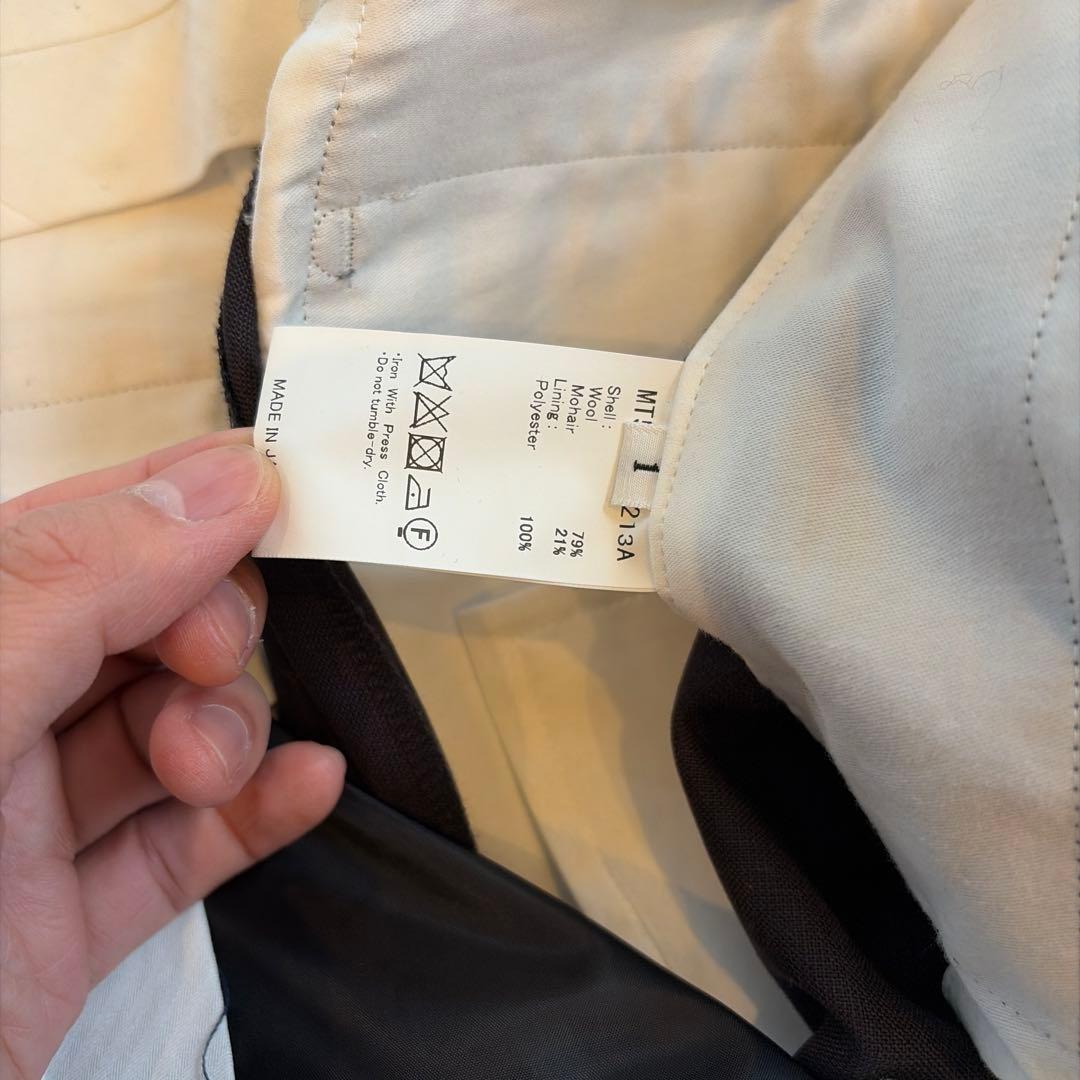 MT
1
213A
Shell:
Wool 79%
Mohair 21%
Lining:
Polyester 100%
F
·Iron With Press Cloth.
·Do not tumble-dry.
MADE IN